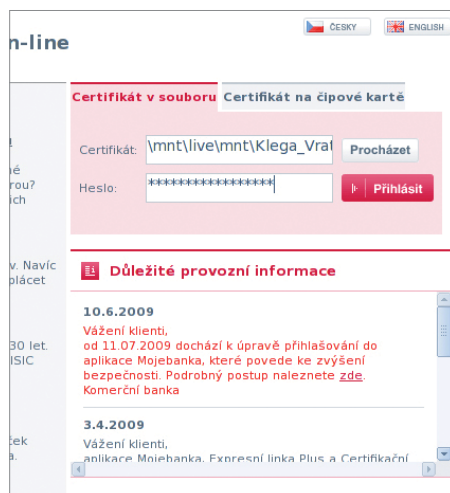 ČESKY
ENGLISH
n-line
Certifikát v souboru
Certifikát na čipové kartě
Certifikát:
\mnt\live\mnt\Klega_Vrat
Procházet
Heslo:
*****************
Přihlásit
né
rou?
ich
v. Navíc
plácet
30 let.
ISIC
ček
a.
Důležité provozní informace
10.6.2009
Vážení klienti,
od 11.07.2009 dochází k úpravě přihlašování do
aplikace Mojebanka, které povede ke zvýšení
bezpečnosti. Podrobný postup naleznete zde.
Komerční banka
3.4.2009
Vážení klienti,
aplikace Mojebanka, Expresní linka Plus a Certifikační